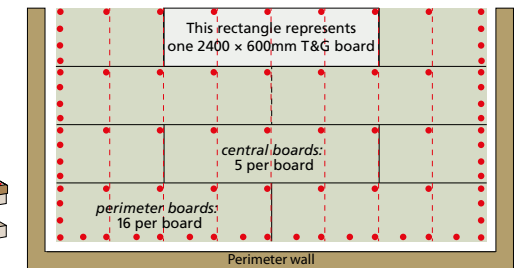 This rectangle represents
one 2400 × 600mm T&G board
central boards:
5 per board
perimeter boards:
16 per board
Perimeter wall